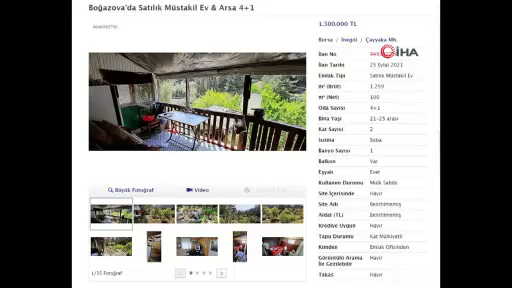 Boğazova'da Satılık Müstakil Ev & Arsa 4+1
1.500.000 TL
Bursa / İnegöl / Çayyaka Mh.
İlan No
İHA
İlan Tarihi 25 Eylül 2021
Emlak Tipi Satılık Müstakil Ev
m² (Brüt) 1.259
m² (Net) 100
Oda Sayısı 4+1
Bina Yaşı 21-25 arası
Kat Sayısı 2
Isıtma Soba
Banyo Sayısı 1
Balkon Var
Eşyalı Evet
Kullanım Durumu Mülk Sahibi
Site İçerisinde Hayır
Site Adı Belirtilmemiş
Aidat (TL) Belirtilmemiş
Krediye Uygun Hayır
Tapu Durumu Kat Mülkiyetli
Kimden Emlak Ofisinden
Görüntülü Arama İle Gezilebilir Hayır
Takas Hayır
Büyük Fotoğraf Video
1/35 Fotoğraf